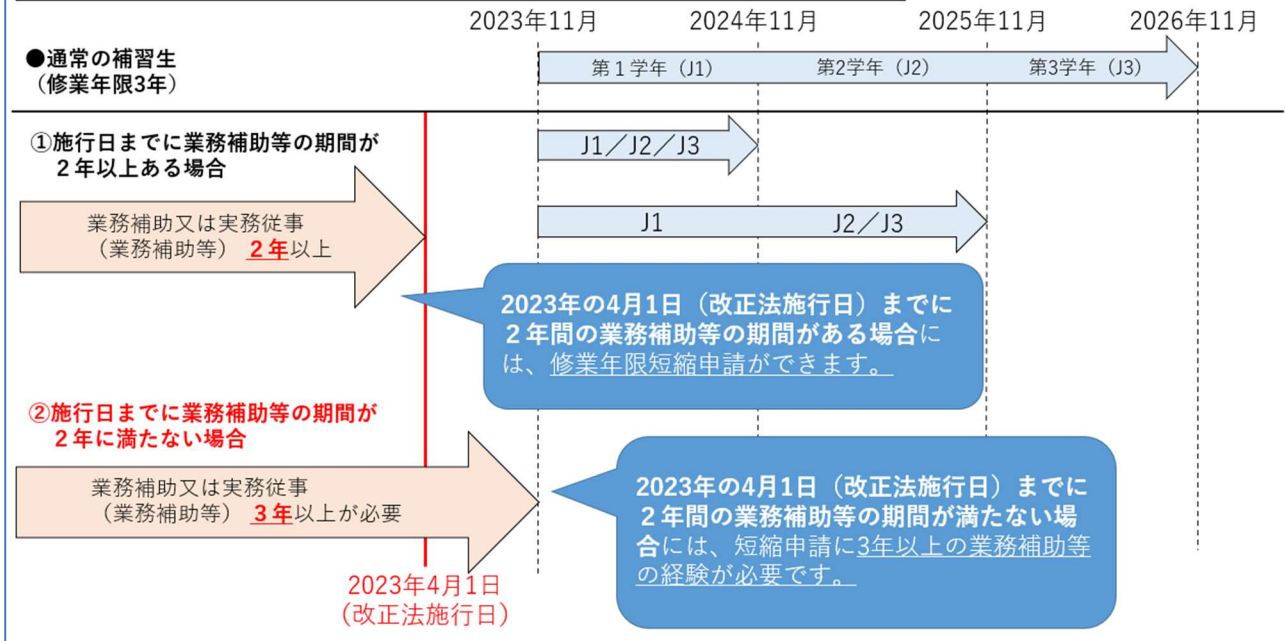 2023年11月
2024年11月
2025年11月
2026年11月
●通常の補習生
（修業年限3年）
第１学年（J1）
第2学年（J2）
第3学年（J3）
①施行日までに業務補助等の期間が
２年以上ある場合
J1／J2／J3
業務補助又は実務従事
（業務補助等） ２年以上
J1
J2／J3
2023年の4月1日（改正法施行日）までに
２年間の業務補助等の期間がある場合に
は、修業年限短縮申請ができます。
②施行日までに業務補助等の期間が
２年に満たない場合
業務補助又は実務従事
（業務補助等） ３年以上が必要
2023年の4月1日（改正法施行日）までに
２年間の業務補助等の期間が満たない場
合には、短縮申請に3年以上の業務補助等
の経験が必要です。
2023年4月1日
（改正法施行日）